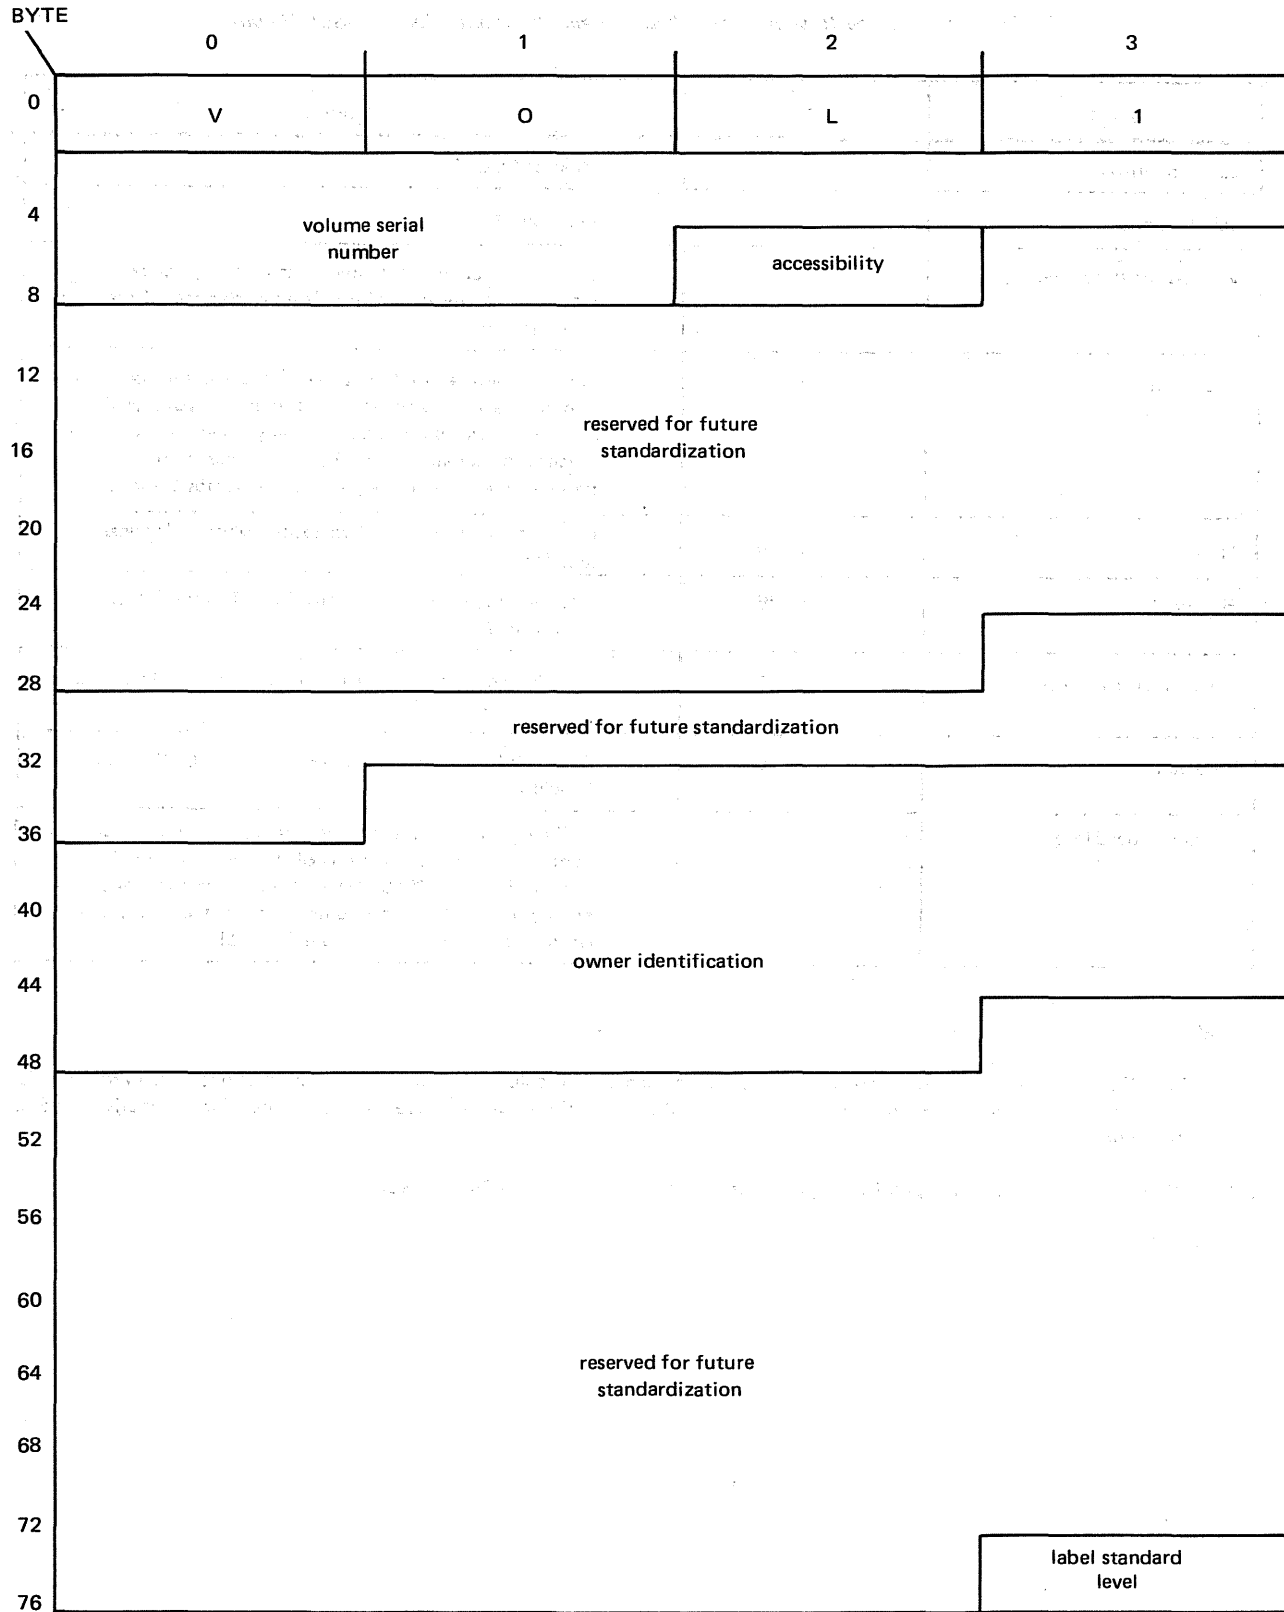 BYTE
0 1 2 3
0
V O L 1
4
volume serial
number
accessibility
8
12
reserved for future
standardization
16
20
24
28
reserved for future standardization
32
36
40
owner identification
44
48
52
56
60
reserved for future
standardization
64
68
72
label standard
level
76